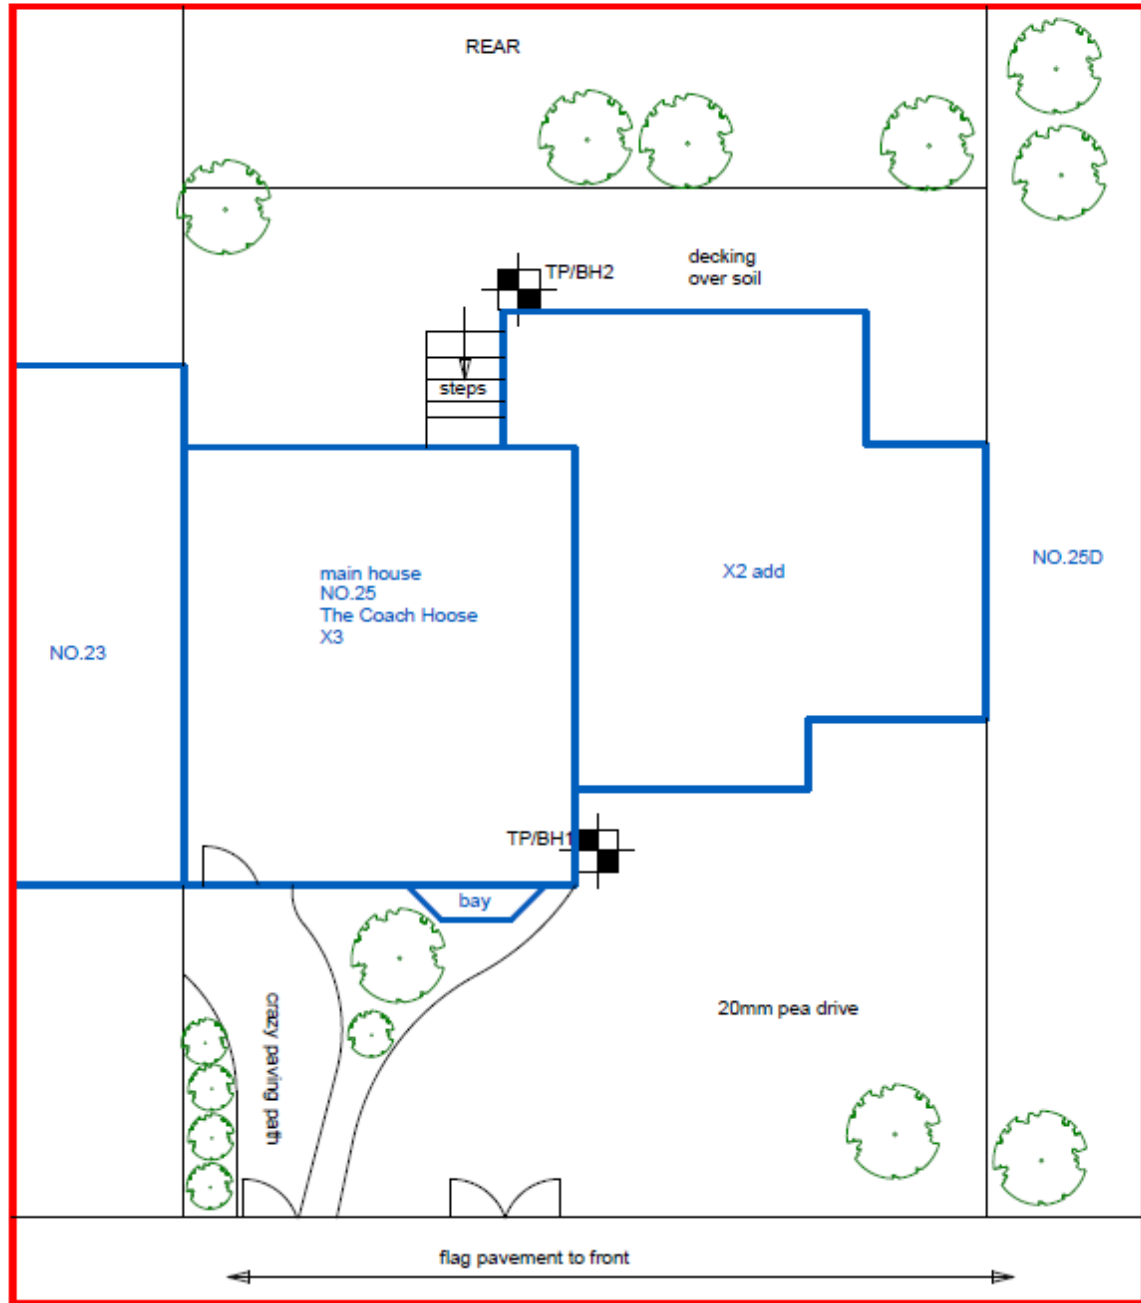 REAR
TP/BH2
decking
over soil
steps
main house
NO.25
The Coach Hoose
X3
X2 add
NO.25D
NO.23
TP/BH1
bay
crazy paving path
20mm pea drive
flag pavement to front